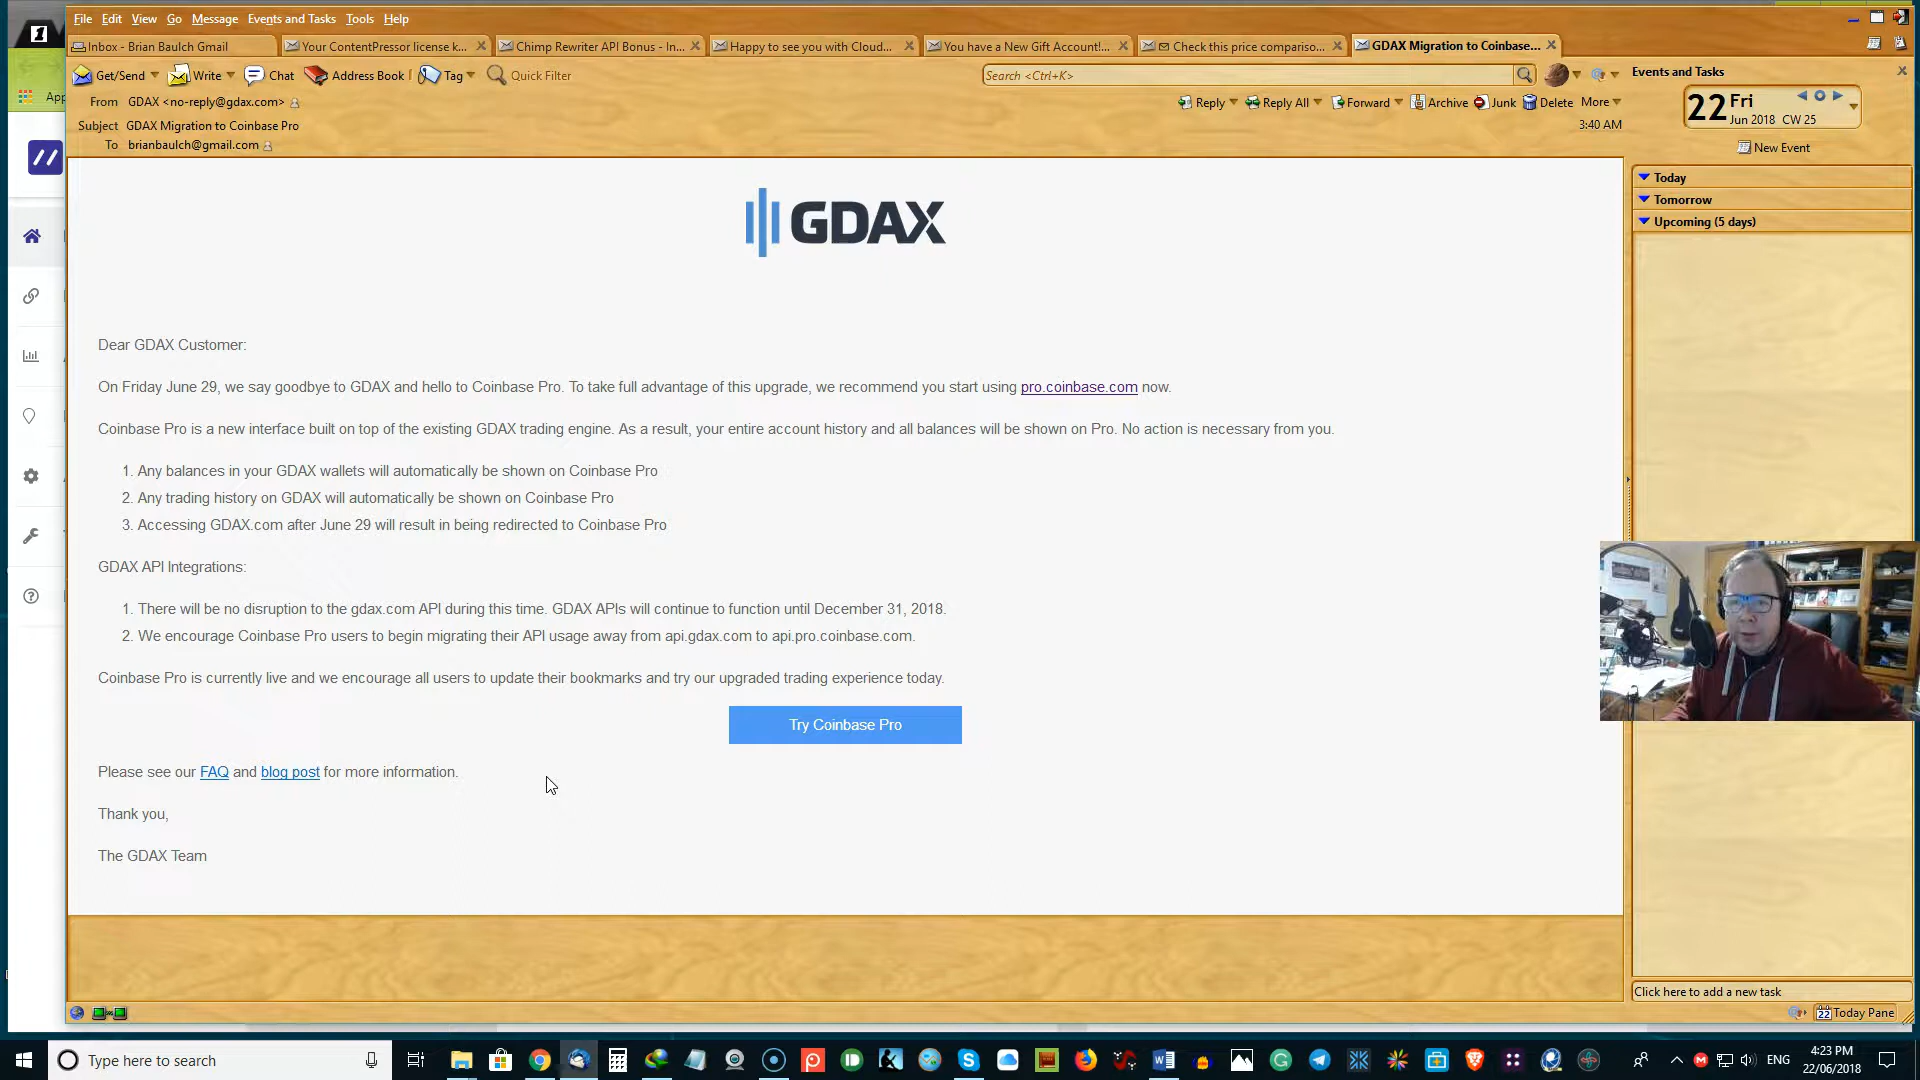 File Edit View Go Message Events and Tasks Tools Help
Inbox - Brian Baulch Gmail
Your ContentPressor license k...
Chimp Rewriter API Bonus - In...
Happy to see you with Cloud...
You have a New Gift Account!...
Check this price compariso...
GDAX Migration to Coinbase...
Get/Send Write Chat Address Book Tag Quick Filter
Search <Ctrl+K>
Events and Tasks
App
From GDAX <no-reply@gdax.com>
Reply Reply All Forward Archive Junk Delete More
Subject GDAX Migration to Coinbase Pro
3:40 AM
To brianbaulch@gmail.com
22 Fri
Jun 2018 CW 25
New Event
Today
Tomorrow
Upcoming (5 days)
GDAX
Dear GDAX Customer:
On Friday June 29, we say goodbye to GDAX and hello to Coinbase Pro. To take full advantage of this upgrade, we recommend you start using pro.coinbase.com now.
Coinbase Pro is a new interface built on top of the existing GDAX trading engine. As a result, your entire account history and all balances will be shown on Pro. No action is necessary from you.
1. Any balances in your GDAX wallets will automatically be shown on Coinbase Pro
2. Any trading history on GDAX will automatically be shown on Coinbase Pro
3. Accessing GDAX.com after June 29 will result in being redirected to Coinbase Pro
GDAX API Integrations:
1. There will be no disruption to the gdax.com API during this time. GDAX APIs will continue to function until December 31, 2018.
2. We encourage Coinbase Pro users to begin migrating their API usage away from api.gdax.com to api.pro.coinbase.com.
Coinbase Pro is currently live and we encourage all users to update their bookmarks and try our upgraded trading experience today.
Try Coinbase Pro
Please see our FAQ and blog post for more information.
Thank you,
The GDAX Team
Click here to add a new task
22 Today Pane
Type here to search
ENG
4:23 PM
22/06/2018